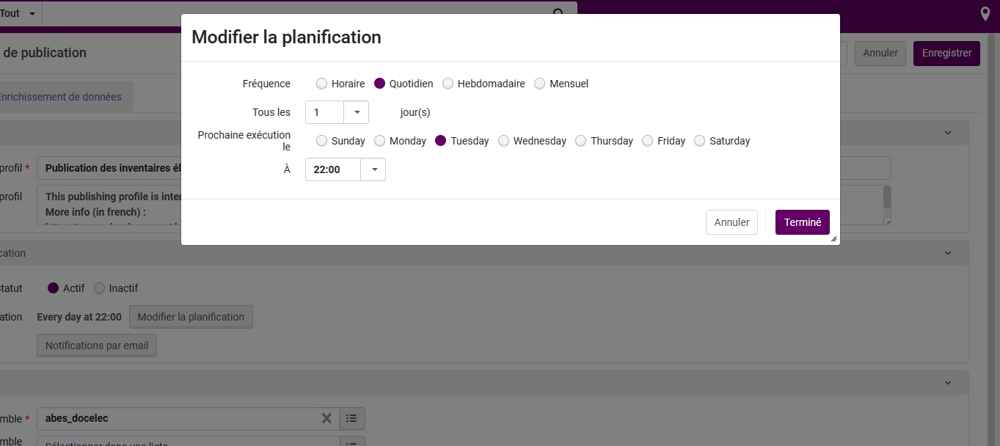 Tout
Modifier la planification
de publication
Annuler
Enregistrer
Fréquence
Horaire
Quotidien
Hebdomadaire
Mensuel
Enrichissement de données
Tous les
1
jour(s)
Prochaine exécution
le
Sunday
Monday
Tuesday
Wednesday
Thursday
Friday
Saturday
À
22:00
profil *
Publication des inventaires él
profil
This publishing profile is inter
More info (in french) :
Annuler
Terminé
cation
Statut
Actif
Inactif
ation
Every day at 22:00
Modifier la planification
Notifications par email
mble *
abes_docelec
mble
Sélectionner dans une liste